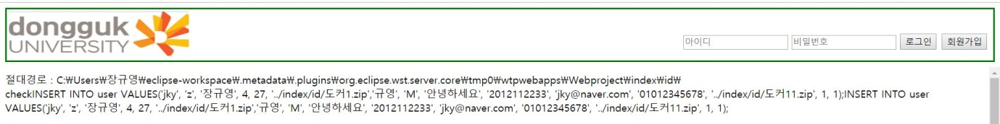 dongguk
UNIVERSITY
아이디 비밀번호 로그인 회원가입
절대경로 : C:₩Users₩장규영₩eclipse-workspace₩.metadata₩.plugins₩org.eclipse.wst.server.core₩tmp0₩wtpwebapps₩Webproject₩index₩id₩
checkINSERT INTO user VALUES('jky', 'z', '장규영', 4, 27, '../index/id/도커1.zip','규영', 'M', '안녕하세요', '2012112233', 'jky@naver.com', '01012345678', '../index/id/도커11.zip', 1, 1);INSERT INTO user
VALUES('jky', 'z', '장규영', 4, 27, '../index/id/도커1.zip','규영', 'M', '안녕하세요', '2012112233', 'jky@naver.com', '01012345678', '../index/id/도커11.zip', 1, 1);